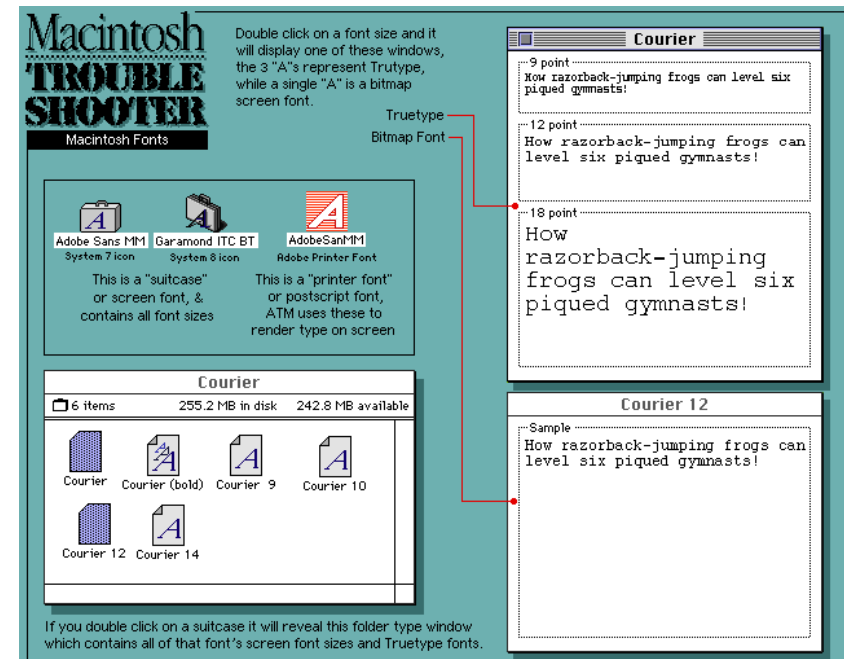 Macintosh
TROUBLE
SHOOTER
Macintosh Fonts
Double click on a font size and it
will display one of these windows,
the 3 "A"s represent Trutype,
while a single "A" is a bitmap
screen font.
Truetype
Bitmap Font
Adobe Sans MM
System 7 icon
Garamond ITC BT
System 8 icon
AdobeSanMM
Adobe Printer Font
This is a "suitcase"
or screen font, &
contains all font sizes
This is a "printer font"
or postscript font,
ATM uses these to
render type on screen
Courier
6 items 255.2 MB in disk 242.8 MB available
Courier
Courier (bold)
Courier 9
Courier 10
Courier 12
Courier 14
If you double click on a suitcase it will reveal this folder type window
which contains all of that font's screen font sizes and Truetype fonts.
Courier
9 point
How razorback-jumping frogs can level six
piqued gymnasts!
12 point
How razorback-jumping frogs can
level six piqued gymnasts!
18 point
How
razorback-jumping
frogs can level six
piqued gymnasts!
Courier 12
Sample
How razorback-jumping frogs can
level six piqued gymnasts!